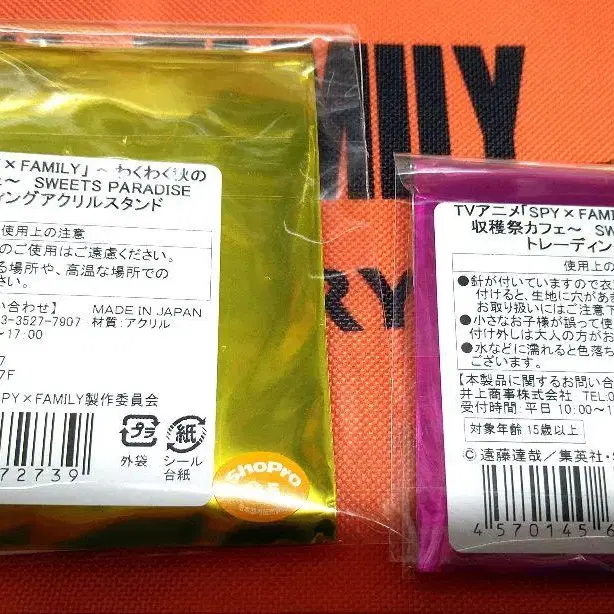 MILY
RY
×FAMILY」～わくわく秋の
～ SWEETS PARADISE
ィングアクリルスタンド
使用上の注意
のご使用はご遠慮ください。
る場所や、高温な場所での
さい。
い合わせ】
MADE IN JAPAN
3-3527-7907
材質:アクリル
～17:00
7
7F
PY×FAMILY製作委員会
プラ
紙
外袋
シール
台紙
72739
ShoPro
TVアニメ「SPY×FAMI
収穫祭カフェ～ SW
トレーディン
使用上の
●針が付いていますので衣
付けると、生地に穴があ
お取り扱いにはご注意下
●小さなお子様が誤って使
付け外しは大人の方がお
●水などに濡れると色落ち
ございます。
【本製品に関するお問い合
井上商事株式会社 TEL:0
受付時間:平日 10:00～1
対象年齢 15歳以上
© 遠藤達哉／集英社・S
4 570145 6